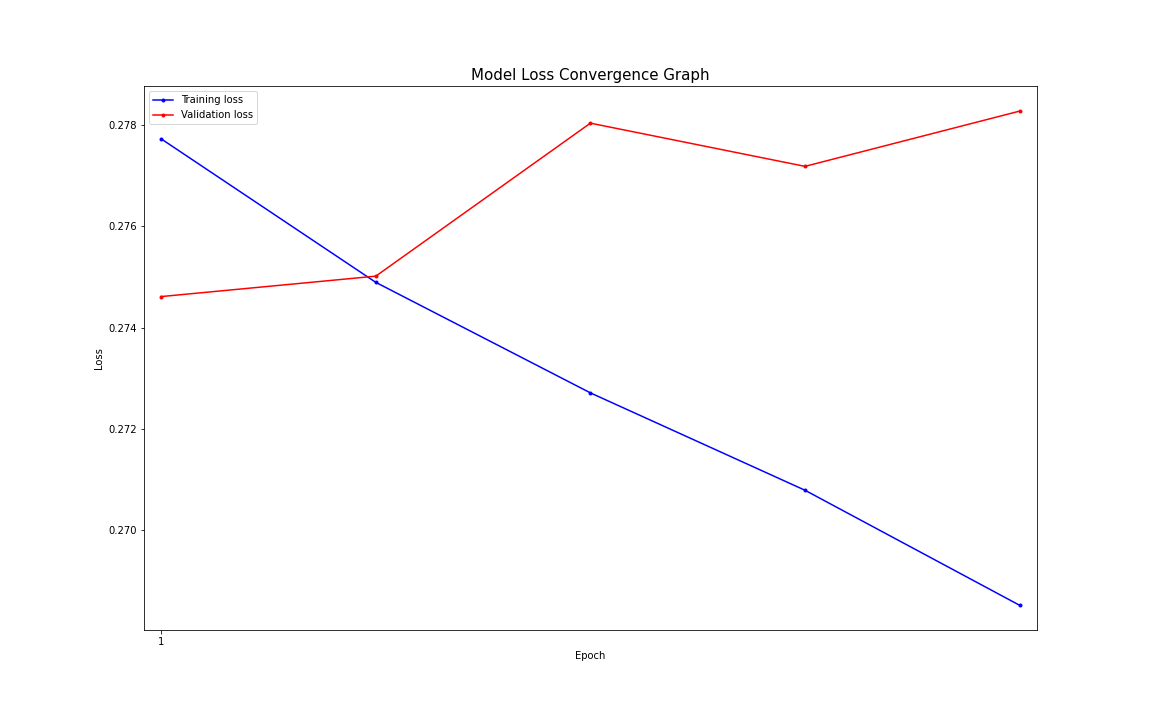 Model Loss Convergence Graph
Training loss
Validation loss
0.278
0.276
0.274
0.272
0.270
Loss
1
Epoch